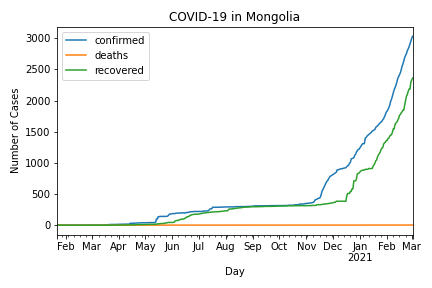 COVID-19 in Mongolia
confirmed
deaths
recovered
Number of Cases
3000
2500
2000
1500
1000
500
0
Feb Mar Apr May Jun Jul Aug Sep Oct Nov Dec Jan Feb Mar
2021
Day